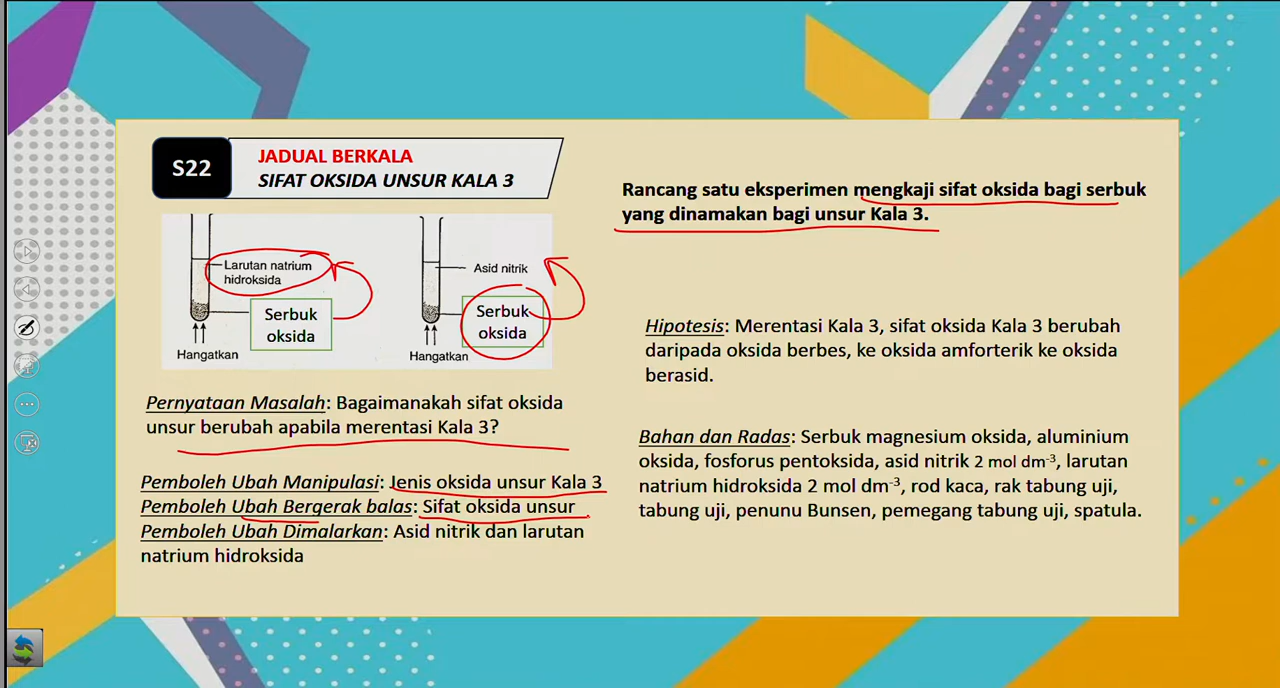 S22
JADUAL BERKALA
SIFAT OKSIDA UNSUR KALA 3
Larutan natrium
hidroksida
Serbuk
oksida
Hangatkan
Asid nitrik
Serbuk
oksida
Hangatkan
Pernyataan Masalah: Bagaimanakah sifat oksida
unsur berubah apabila merentasi Kala 3?
Pemboleh Ubah Manipulasi: Jenis oksida unsur Kala 3
Pemboleh Ubah Bergerak balas: Sifat oksida unsur
Pemboleh Ubah Dimalarkan: Asid nitrik dan larutan
natrium hidroksida
Rancang satu eksperimen mengkaji sifat oksida bagi serbuk
yang dinamakan bagi unsur Kala 3.
Hipotesis: Merentasi Kala 3, sifat oksida Kala 3 berubah
daripada oksida berbes, ke oksida amforterik ke oksida
berasid.
Bahan dan Radas: Serbuk magnesium oksida, aluminium
oksida, fosforus pentoksida, asid nitrik 2 mol dm⁻³, larutan
natrium hidroksida 2 mol dm⁻³, rod kaca, rak tabung uji,
tabung uji, penunu Bunsen, pemegang tabung uji, spatula.